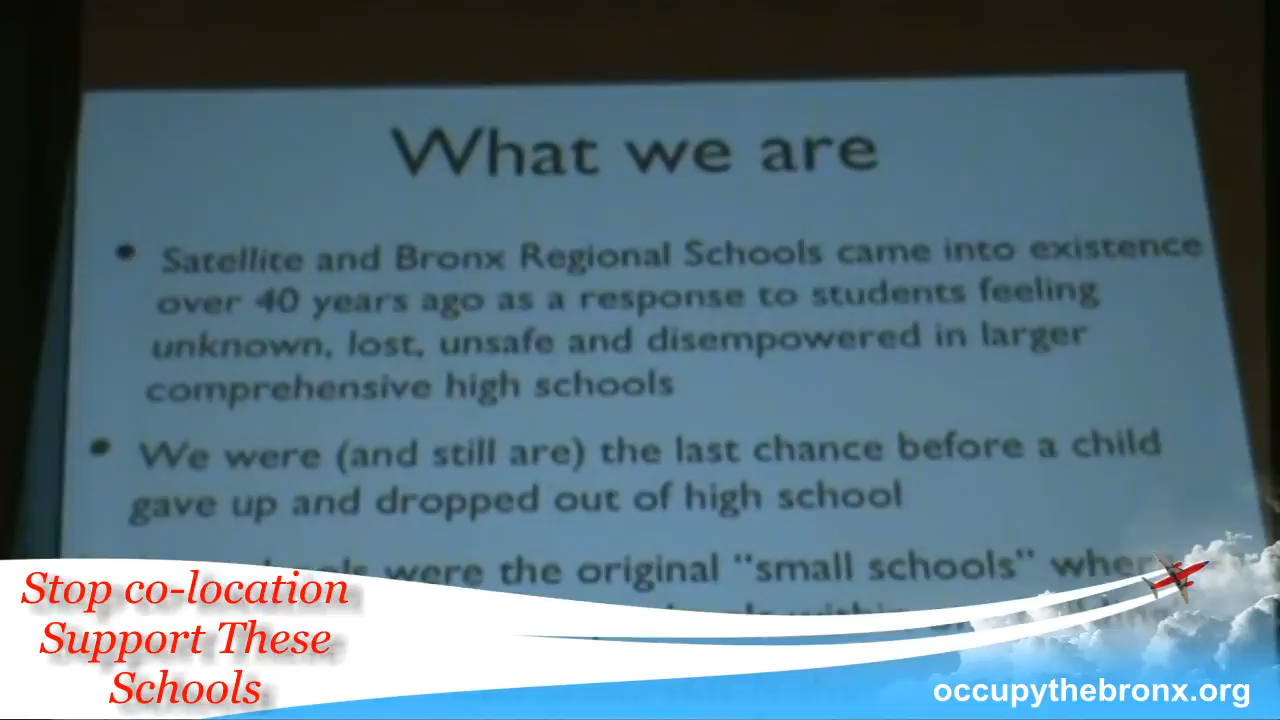 What we are
• Satellite and Bronx Regional Schools came into existence
over 40 years ago as a response to students feeling
unknown, lost, unsafe and disempowered in larger
comprehensive high schools
• We were (and still are) the last chance before a child
gave up and dropped out of high school
were the original “small schools”
Stop co-location
Support These
Schools
occupythebronx.org